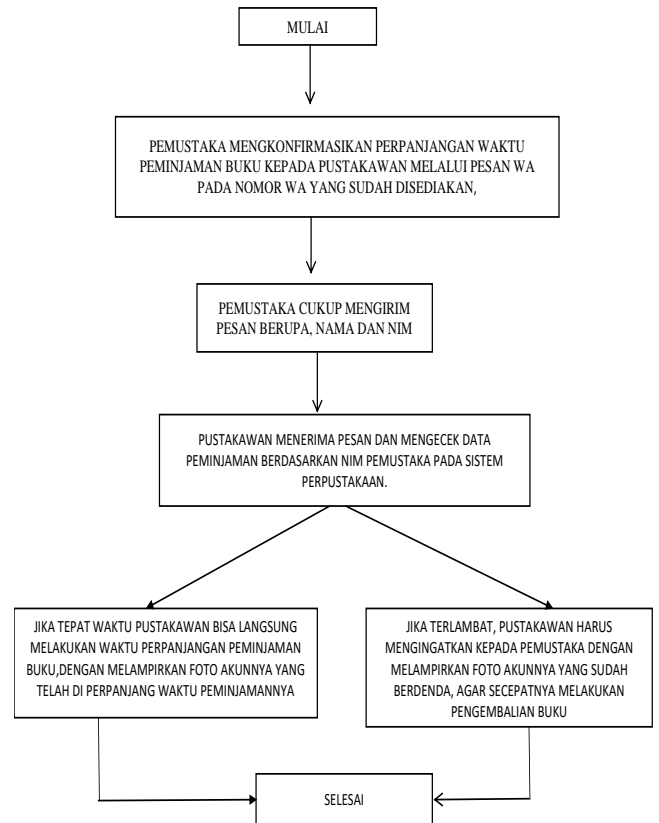 MULAI
PEMUSTAKA MENGKONFIRMASIKAN PERPANJANGAN WAKTU
PEMINJAMAN BUKU KEPADA PUSTAKAWAN MELALUI PESAN WA
PADA NOMOR WA YANG SUDAH DISEDIAKAN,
PEMUSTAKA CUKUP MENGIRIM
PESAN BERUPA, NAMA DAN NIM
PUSTAKAWAN MENERIMA PESAN DAN MENGECEK DATA
PEMINJAMAN BERDASARKAN NIM PEMUSTAKA PADA SISTEM
PERPUSTAKAAN.
JIKA TEPAT WAKTU PUSTAKAWAN BISA LANGSUNG
MELAKUKAN WAKTU PERPANJANGAN PEMINJAMAN
BUKU,DENGAN MELAMPIRKAN FOTO AKUNNYA YANG
TELAH DI PERPANJANG WAKTU PEMINJAMANNYA
JIKA TERLAMBAT, PUSTAKAWAN HARUS
MENGINGATKAN KEPADA PEMUSTAKA DENGAN
MELAMPIRKAN FOTO AKUNNYA YANG SUDAH
BERDENDA, AGAR SECEPATNYA MELAKUKAN
PENGEMBALIAN BUKU
SELESAI